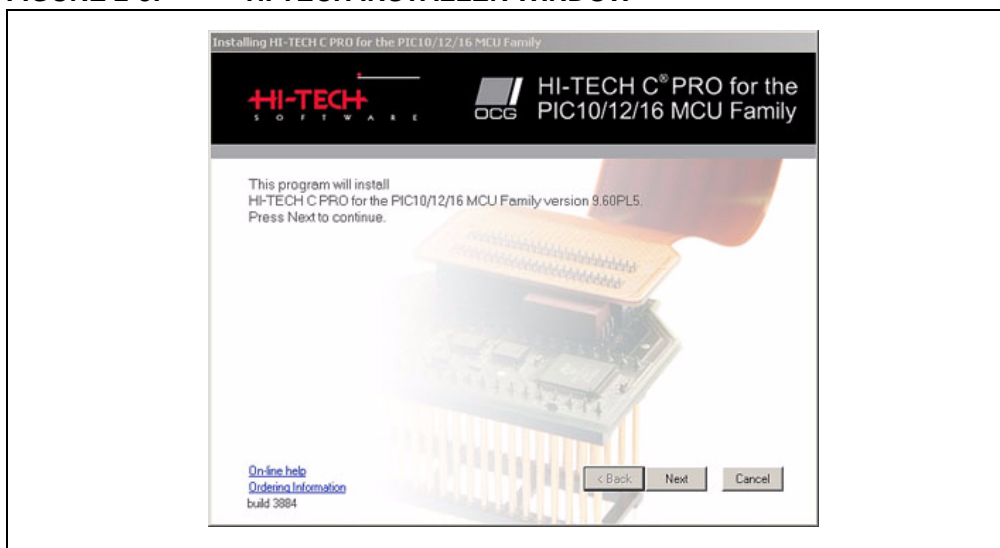 Installing HI-TECH C PRO for the PIC10/12/16 MCU Family
HI-TECH
SOFTWARE
OCG
HI-TECH C® PRO for the
PIC10/12/16 MCU Family
This program will install
HI-TECH C PRO for the PIC10/12/16 MCU Family version 9.60PL5.
Press Next to continue.
On-line help
Ordering Information
build 3884
< Back
Next
Cancel